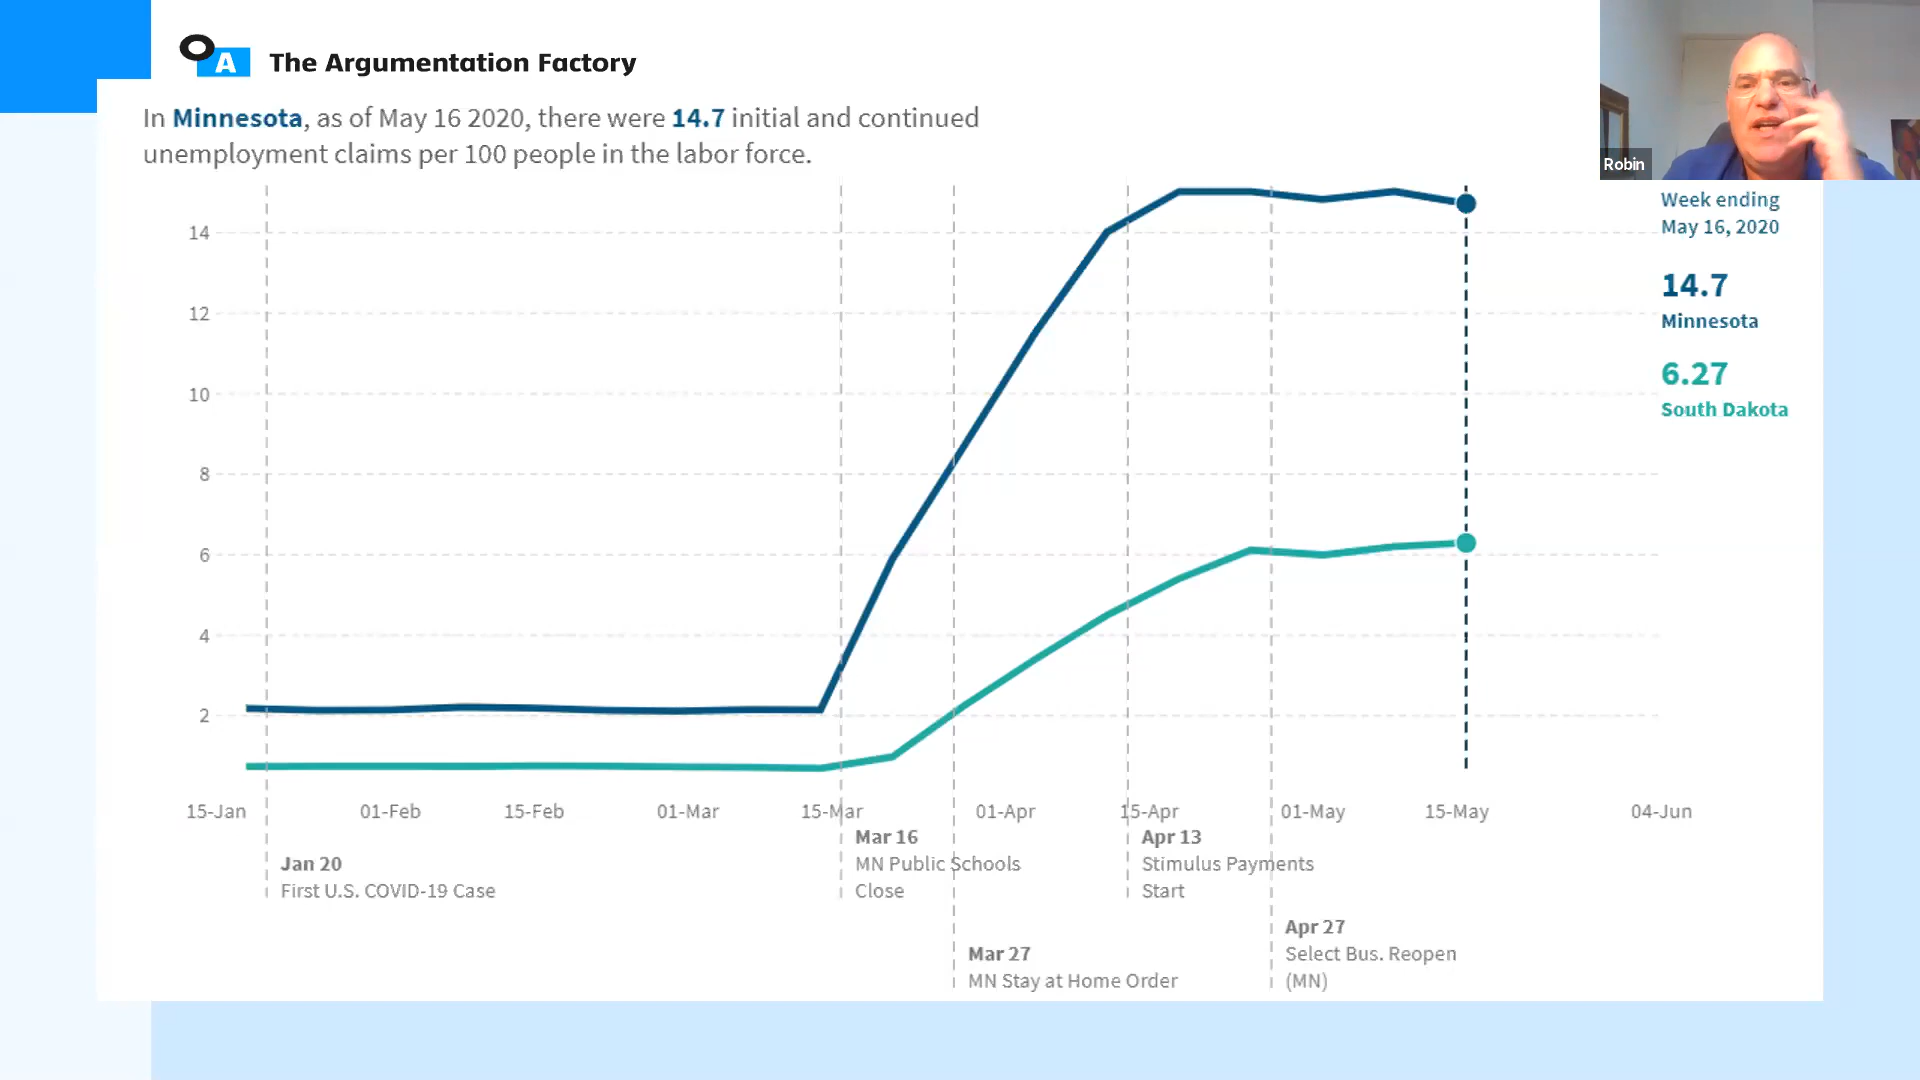 A The Argumentation Factory
In Minnesota, as of May 16 2020, there were 14.7 initial and continued
unemployment claims per 100 people in the labor force.
Robin
Week ending
May 16, 2020
14.7
Minnesota
6.27
South Dakota
14
12
10
8
6
4
2
15-Jan 01-Feb 15-Feb 01-Mar 15-Mar 01-Apr 15-Apr 01-May 15-May 04-Jun
Jan 20
First U.S. COVID-19 Case
Mar 16
MN Public Schools
Close
Mar 27
MN Stay at Home Order
Apr 13
Stimulus Payments
Start
Apr 27
Select Bus. Reopen
(MN)